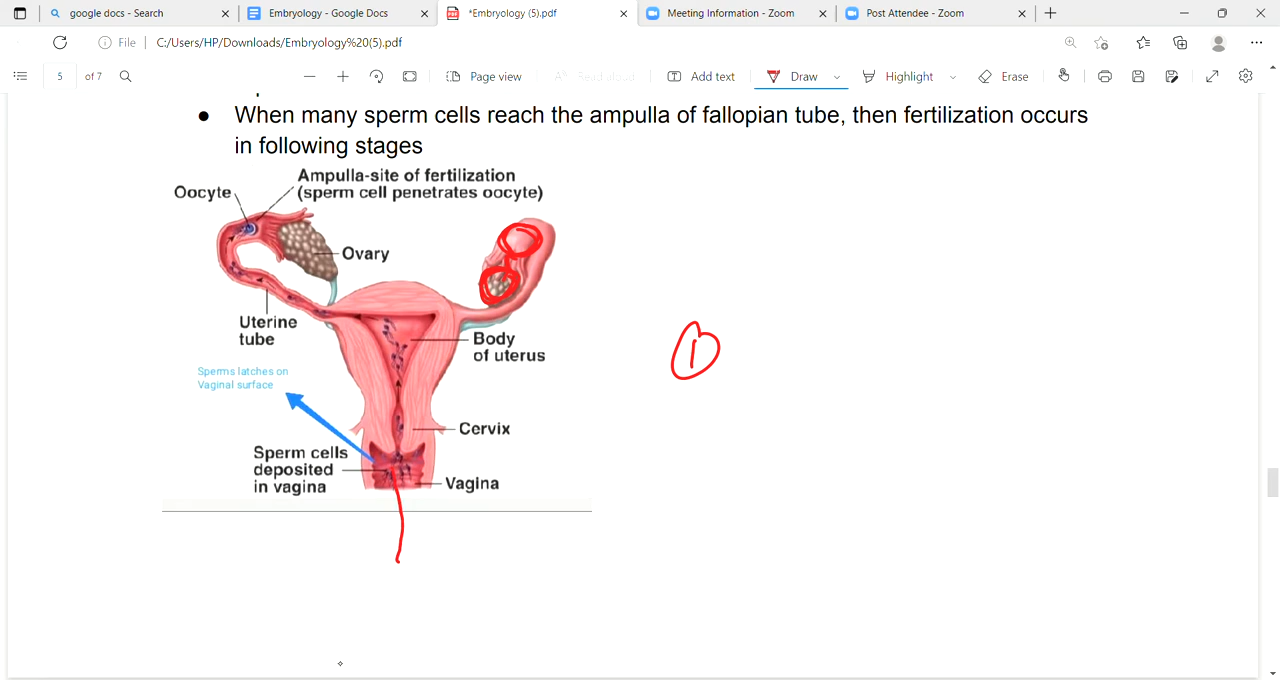 google docs - Search
Embryology - Google Docs
*Embryology (5).pdf
Meeting Information - Zoom
Post Attendee - Zoom
File
C:/Users/HP/Downloads/Embryology%20(5).pdf
5 of 7
Page view
Read aloud
Add text
Draw
Highlight
Erase
● When many sperm cells reach the ampulla of fallopian tube, then fertilization occurs
in following stages
Ampulla-site of fertilization
(sperm cell penetrates oocyte)
Oocyte
Ovary
Uterine
tube
Body
of uterus
Sperms latches on
Vaginal surface
Cervix
Sperm cells
deposited
in vagina
Vagina
1